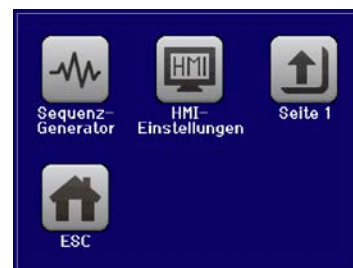 HMI
Sequenz-
Generator
HMI-
Einstellungen
Seite 1
ESC